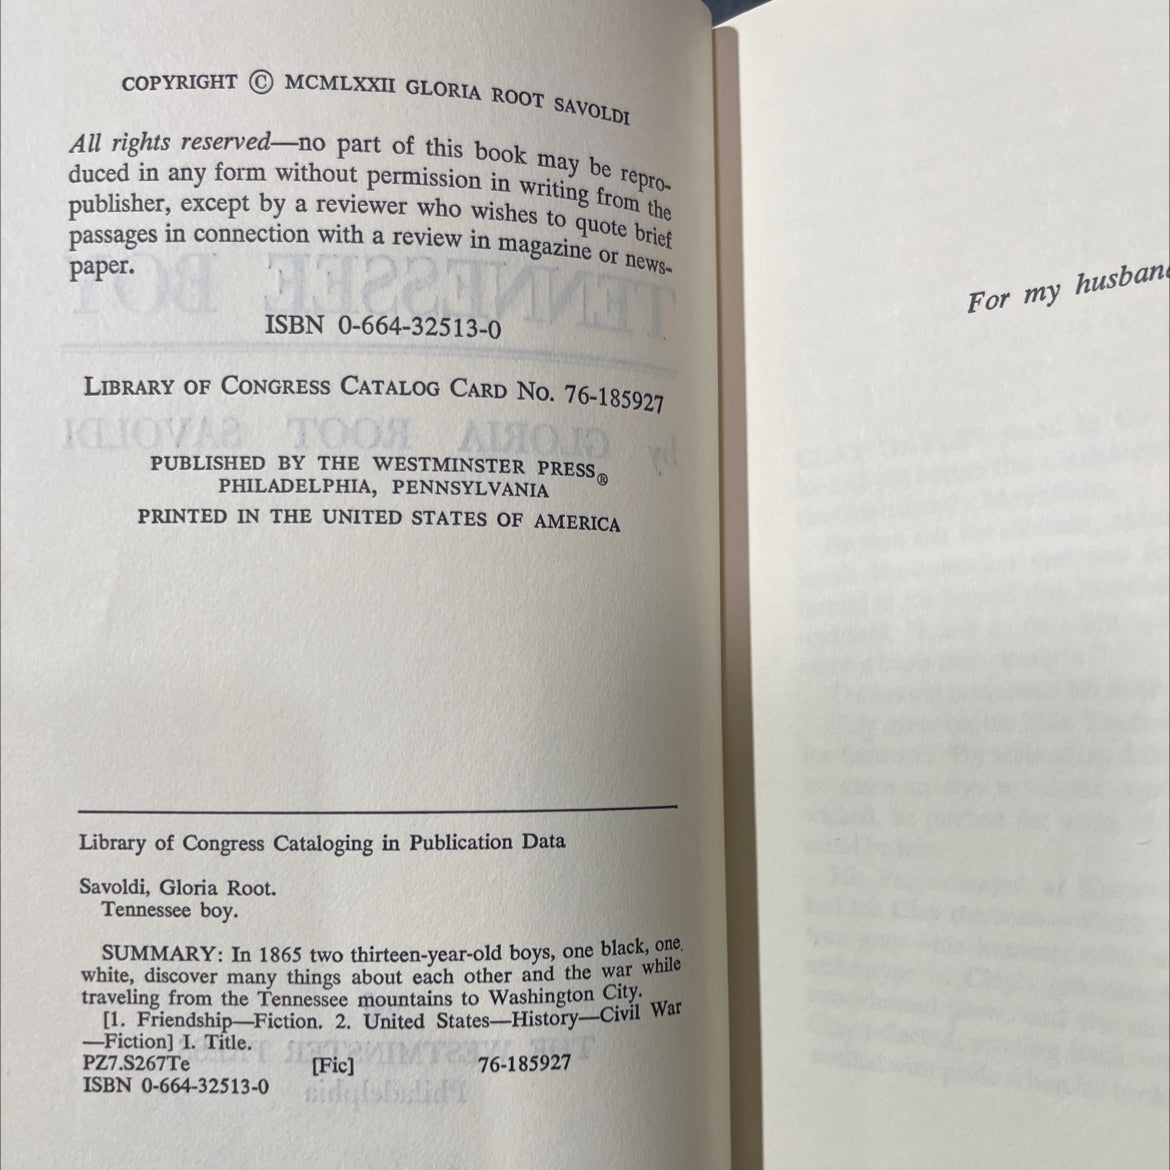 COPYRIGHT © MCMLXXII GLORIA ROOT SAVOLDI
All rights reserved—no part of this book may be repro-
duced in any form without permission in writing from the
publisher, except by a reviewer who wishes to quote brief
passages in connection with a review in magazine or news-
paper.
ISBN 0-664-32513-0
LIBRARY OF CONGRESS CATALOG CARD NO. 76-185927
PUBLISHED BY THE WESTMINSTER PRESS®
PHILADELPHIA, PENNSYLVANIA
PRINTED IN THE UNITED STATES OF AMERICA
Library of Congress Cataloging in Publication Data
Savoldi, Gloria Root.
Tennessee boy.
SUMMARY: In 1865 two thirteen-year-old boys, one black, one
white, discover many things about each other and the war while
traveling from the Tennessee mountains to Washington City.
[1. Friendship—Fiction. 2. United States—History—Civil War
—Fiction] I. Title.
PZ7.S267Te [Fic] 76-185927
ISBN 0-664-32513-0
For my husban